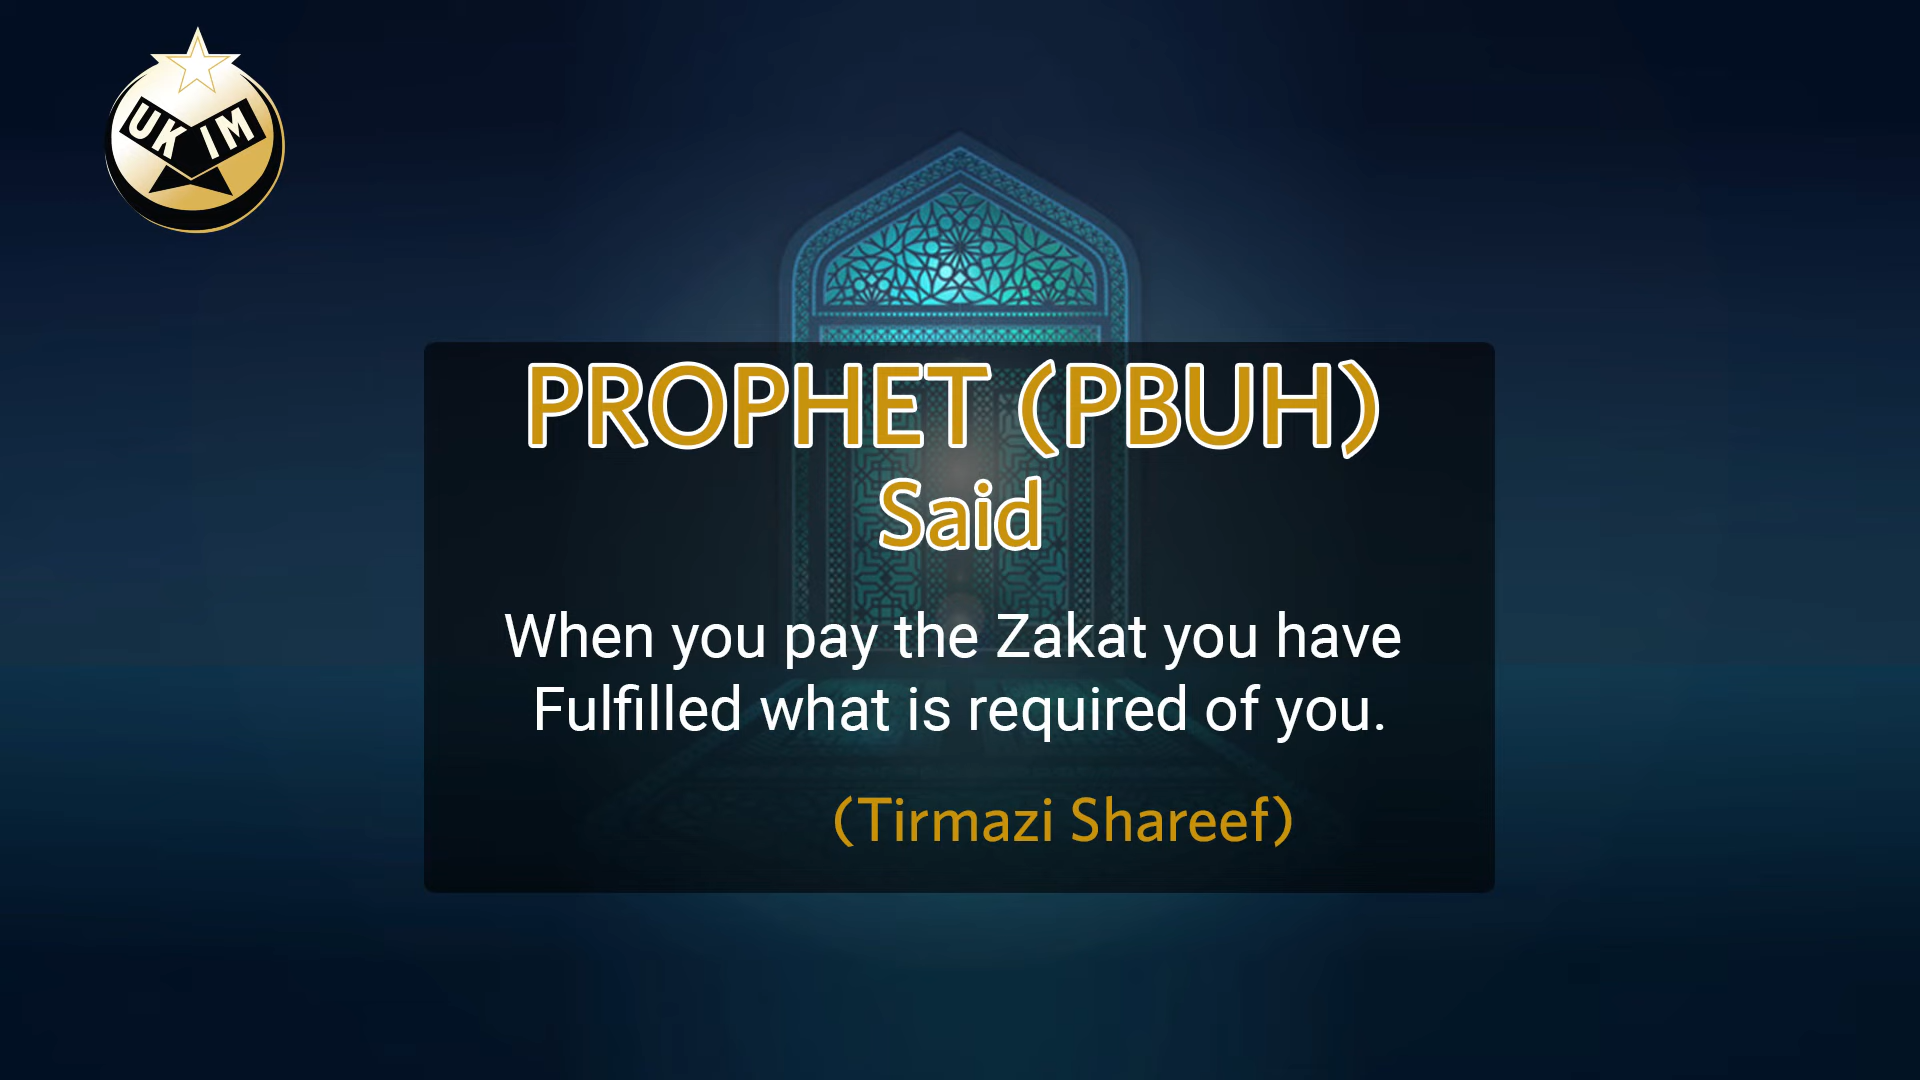 UK IM
PROPHET (PBUH)
Said
When you pay the Zakat you have
Fulfilled what is required of you.
(Tirmazi Shareef)